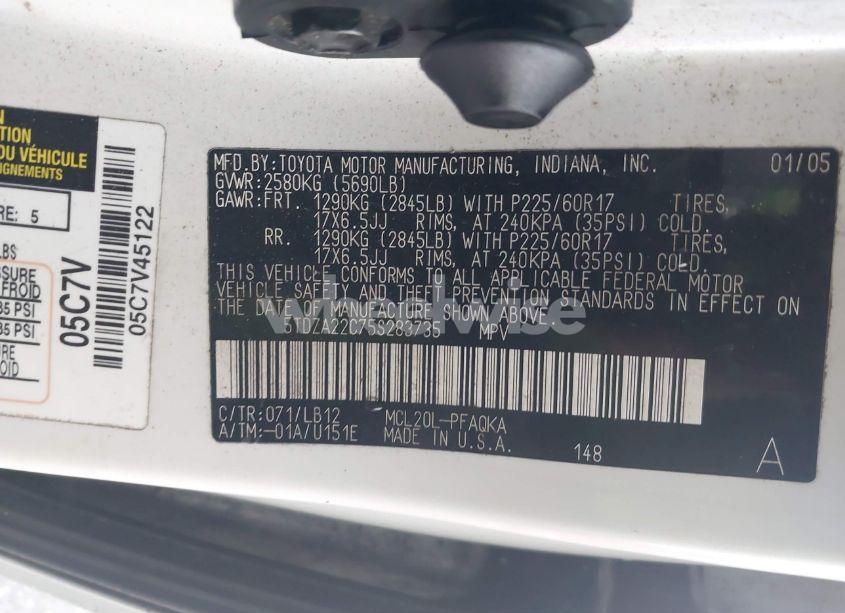 N
TION
DU VÉHICULE
SEIGNEMENTS
RE: 5
LBS
SSURE
FROID
35 PSI
35 PSI
05C7V
05C7V45122
MFD.BY:TOYOTA MOTOR MANUFACTURING, INDIANA, INC. 01/05
GVWR:2580KG (5690LB)
GAWR:FRT. 1290KG (2845LB) WITH P225/60R17 TIRES,
17X6.5JJ RIMS, AT 240KPA (35PSI) COLD.
RR. 1290KG (2845LB) WITH P225/60R17 TIRES,
17X6.5JJ RIMS, AT 240KPA (35PSI) COLD.
THIS VEHICLE CONFORMS TO ALL APPLICABLE FEDERAL MOTOR
VEHICLE SAFETY AND THEFT PREVENTION STANDARDS IN EFFECT ON
THE DATE OF MANUFACTURE SHOWN ABOVE.
wheelwise
5TDZA22C75S283735 MPV
C/TR:071/LB12 MCL20L-PFAQKA
A/TM:-01A/U151E MADE IN U.S.A.
148
A